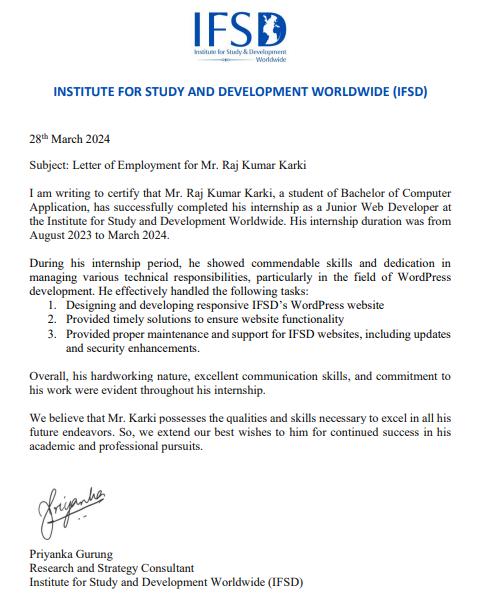 IFSD
Institute for Study & Development
Worldwide
INSTITUTE FOR STUDY AND DEVELOPMENT WORLDWIDE (IFSD)
28th March 2024
Subject: Letter of Employment for Mr. Raj Kumar Karki
I am writing to certify that Mr. Raj Kumar Karki, a student of Bachelor of Computer
Application, has successfully completed his internship as a Junior Web Developer at
the Institute for Study and Development Worldwide. His internship duration was from
August 2023 to March 2024.
During his internship period, he showed commendable skills and dedication in
managing various technical responsibilities, particularly in the field of WordPress
development. He effectively handled the following tasks:
1. Designing and developing responsive IFSD's WordPress website
2. Provided timely solutions to ensure website functionality
3. Provided proper maintenance and support for IFSD websites, including updates
and security enhancements.
Overall, his hardworking nature, excellent communication skills, and commitment to
his work were evident throughout his internship.
We believe that Mr. Karki possesses the qualities and skills necessary to excel in all his
future endeavors. So, we extend our best wishes to him for continued success in his
academic and professional pursuits.
Priyanka
Priyanka Gurung
Research and Strategy Consultant
Institute for Study and Development Worldwide (IFSD)